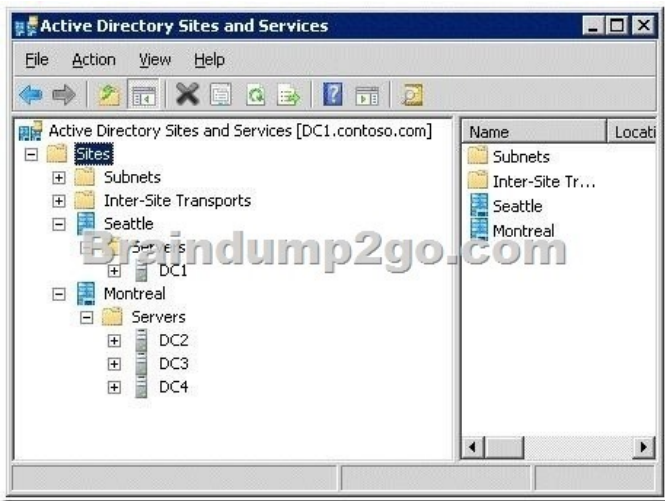 Active Directory Sites and Services
File Action View Help
Active Directory Sites and Services [DC1.contoso.com]
Sites
Subnets
Inter-Site Transports
Seattle
Servers
DC1
Montreal
Servers
DC2
DC3
DC4
Name Locati
Subnets
Inter-Site Tr...
Seattle
Montreal
Braindump2go.com